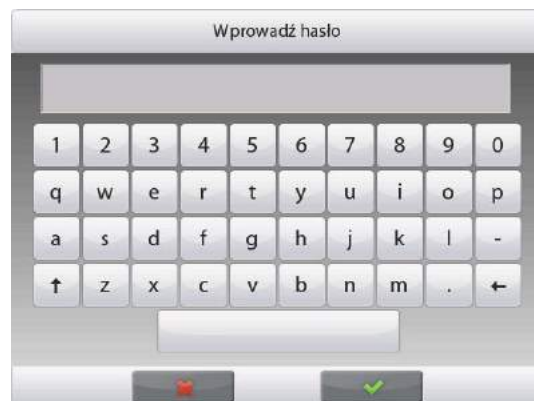 Wprowadź hasło
1 2 3 4 5 6 7 8 9 0
q w e r t y u i o p
a s d f g h j k l -
↑ z x c v b n m . ←